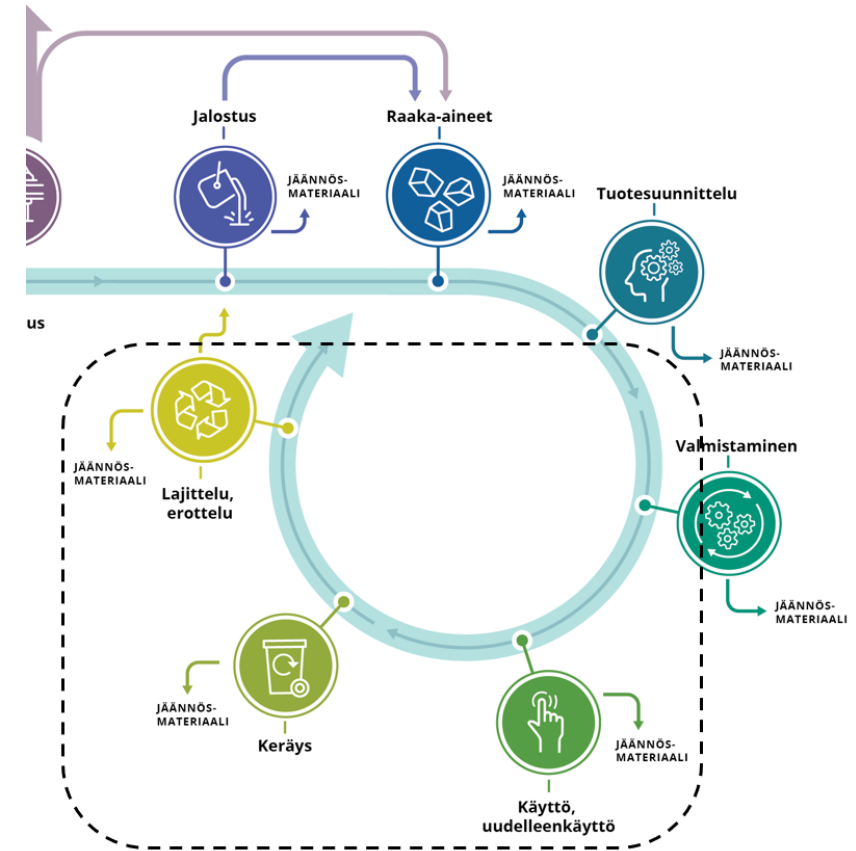 Jalostus
Raaka-aineet
JÄÄNNÖS-
MATERIAALI
JÄÄNNÖS-
MATERIAALI
Tuotesuunnittelu
us
JÄÄNNÖS-
MATERIAALI
Valmistaminen
JÄÄNNÖS-
MATERIAALI
Lajittelu,
erottelu
JÄÄNNÖS-
MATERIAALI
JÄÄNNÖS-
MATERIAALI
Keräys
JÄÄNNÖS-
MATERIAALI
Käyttö,
uudelleenkäyttö